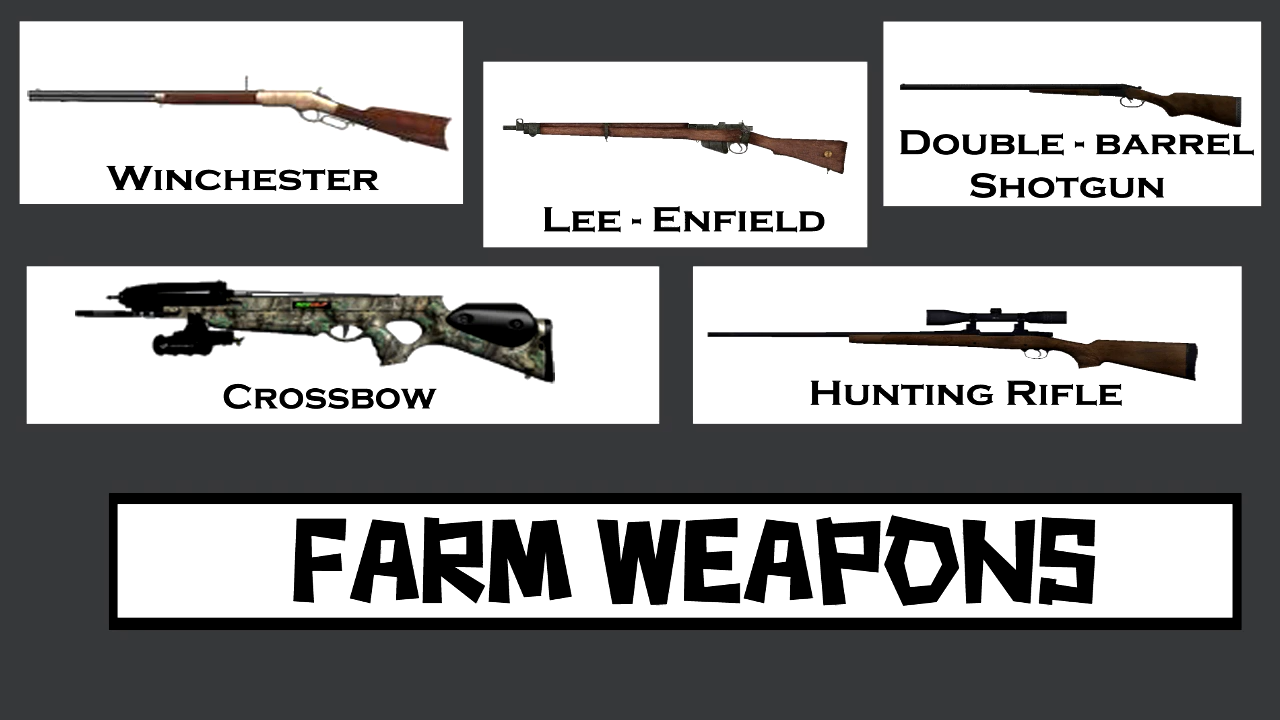 Winchester
Lee - Enfield
Double - barrel
Shotgun
Crossbow
Hunting Rifle
FARM WEAPONS